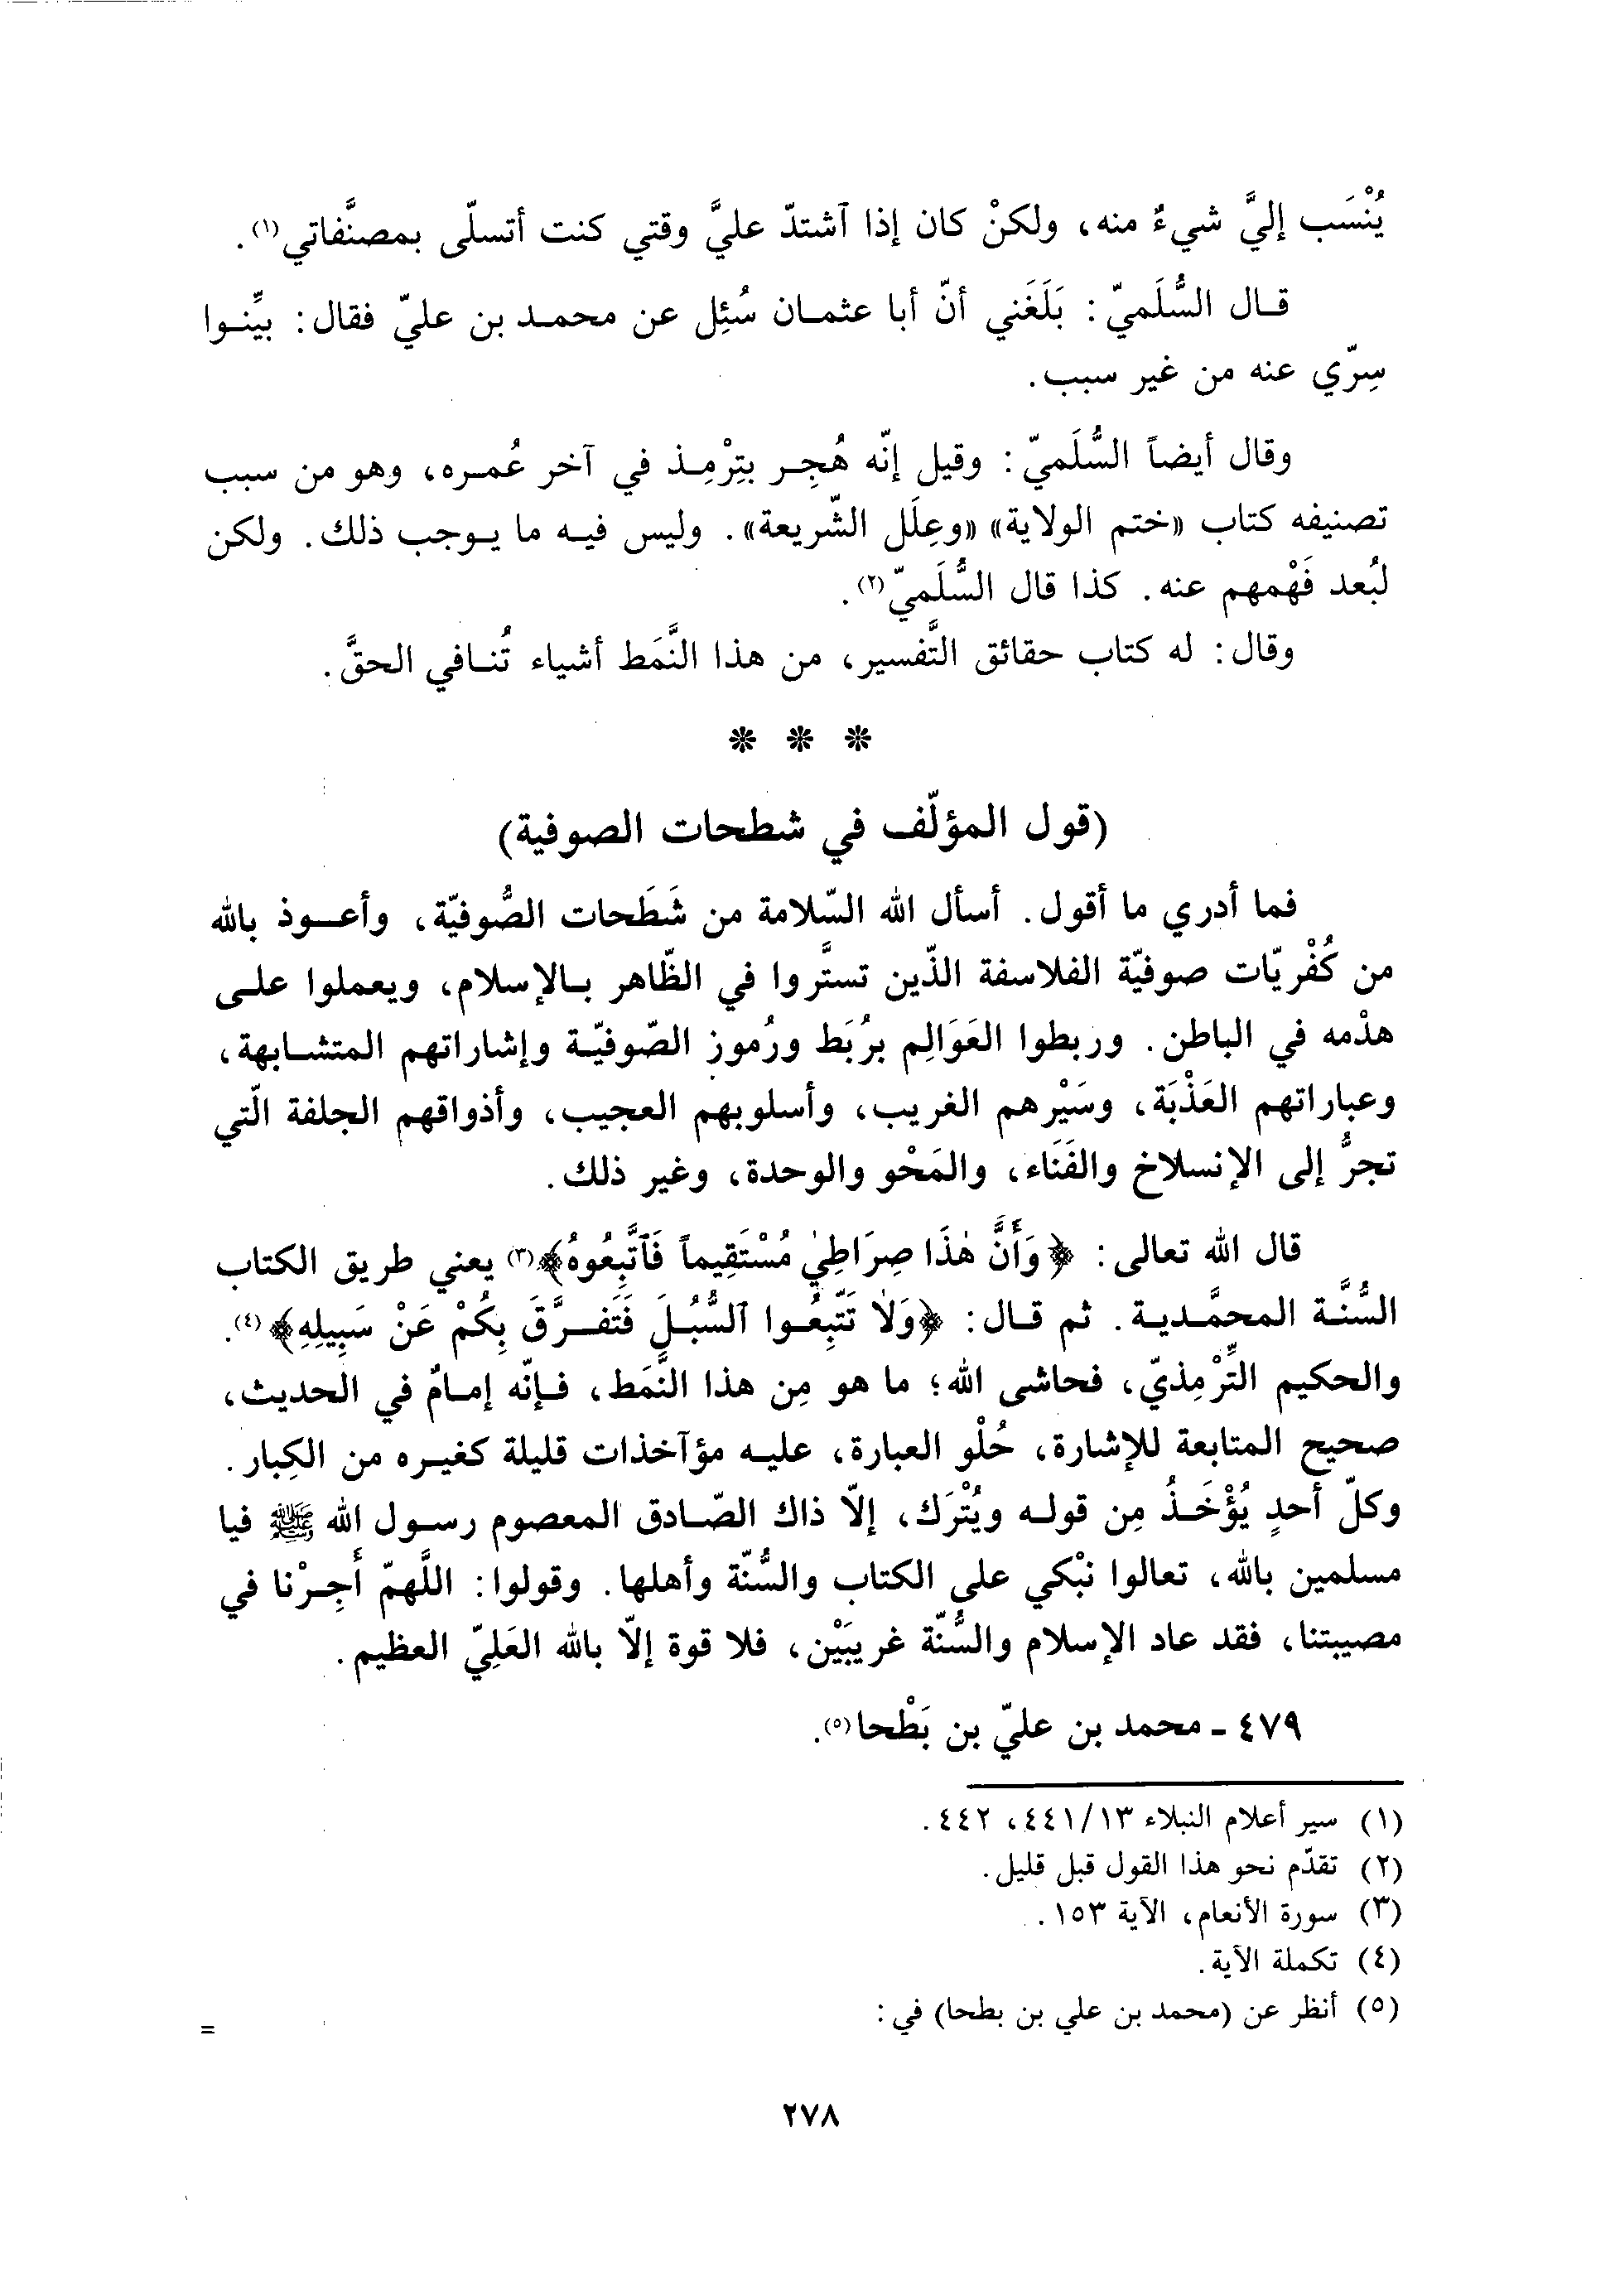 يُنْسَب إليَّ شيءٌ منه، ولكنْ كان إذا آشتدّ عليَّ وقتي كنت أتسلّى بمصنَّفاتي(١).
قال السُّلَميّ: بَلَغَني أنّ أبا عثمان سُئِل عن محمد بن عليّ فقال: بيِّنوا
سِرّي عنه من غير سبب.
وقال أيضاً السُّلَميّ: وقيل إنّه هُجِر بتِرْمِذ في آخر عُمره، وهو من سبب
تصنيفه كتاب «ختم الولاية» «وعِلَل الشّريعة». وليس فيه ما يوجب ذلك. ولكن
لبُعد فَهْمهم عنه. كذا قال السُّلَميّ(٢).
وقال: له كتاب حقائق التَّفسير، من هذا النَّمَط أشياء تُنافي الحقَّ.
* * *
(قول المؤلّف في شطحات الصوفية)
فما أدري ما أقول. أسأل الله السّلامة من شَطَحات الصُّوفيّة، وأعوذ بالله
من كُفْريّات صوفيّة الفلاسفة الذّين تستَّروا في الظّاهر بالإسلام، ويعملوا على
هدْمه في الباطن. وربطوا العَوَالِم برُبَط ورُموز الصّوفيّة وإشاراتهم المتشابهة،
وعباراتهم العَذْبَة، وسَيْرهم الغريب، وأسلوبهم العجيب، وأذواقهم الجلفة الّتي
تجرُّ إلى الإنسلاخ والفَنَاء، والمَحْو والوحدة، وغير ذلك.
قال الله تعالى: ﴿وَأَنَّ هٰذَا صِرَاطِيٰ مُسْتَقِيماً فَآتَّبِعُوهُ﴾(٣) يعني طريق الكتاب
السُّنَّة المحمَّدية. ثم قال: ﴿وَلَا تَتَّبِعُوا آلسُّبُلَ فَتَفَرَّقَ بِكُمْ عَنْ سَبِيلِهِ﴾(٤).
والحكيم التِّرْمِذيّ، فحاشى الله؛ ما هو مِن هذا النَّمَط، فإنّه إمامٌ في الحديث،
صحيح المتابعة للإشارة، حُلْو العبارة، عليه مؤآخذات قليلة كغيره من الكِبار.
وكلّ أحدٍ يُؤْخَذُ مِن قوله ويُتْرَك، إلاّ ذاك الصّادق المعصوم رسول الله ﷺ فيا
مسلمين بالله، تعالوا نبْكي على الكتاب والسُّنّة وأهلها. وقولوا: اللَّهمّ أَجِرْنا في
مصيبتنا، فقد عاد الإسلام والسُّنّة غريبَيْن، فلا قوة إلاّ بالله العَلِيّ العظيم.
٤٧٩ - محمد بن عليّ بن بَطْحا(٥).
(١) سير أعلام النبلاء ٤٤١/١٣، ٤٤٢.
(٢) تقدّم نحو هذا القول قبل قليل.
(٣) سورة الأنعام، الآية ١٥٣.
(٤) تكملة الآية.
(٥) أنظر عن (محمد بن علي بن بطحا) في:
=
٢٧٨